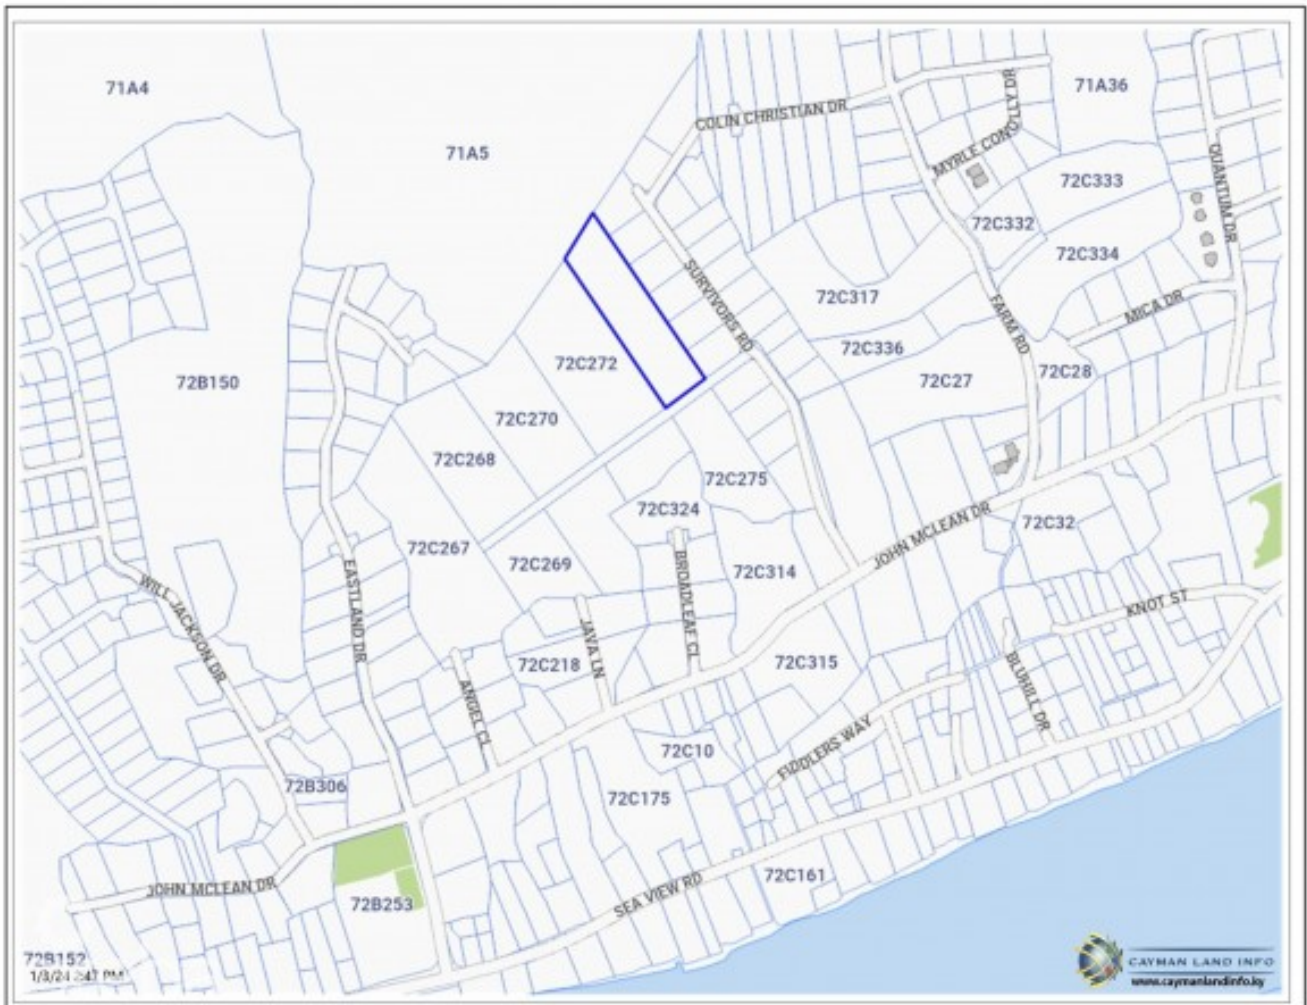 71A4
71A36
COLIN CHRISTIAN DR
71A5
QUANTUM DR
72C333
72C332
72C334
SURVIVORS RD
72C317
FARM RD
MICA DR
72C336
72C272
72C28
72B150
72C27
72C270
72C268
72C275
72C324
JOHN MCLEAN DR
72C32
72C267
72C269
BROADLEAF CL
72C314
EASTLAND DR
WILL JACKSON DR
KNOT ST
JAVA LN
72C218
72C315
ANGEL CL
BLUHILL DR
72C10
FIDDLERS WAY
72B306
72C175
72C161
JOHN MCLEAN DR
SEA VIEW RD
72B253
72B152
CAYMAN LAND INFO
www.caymanlandinfo.ky